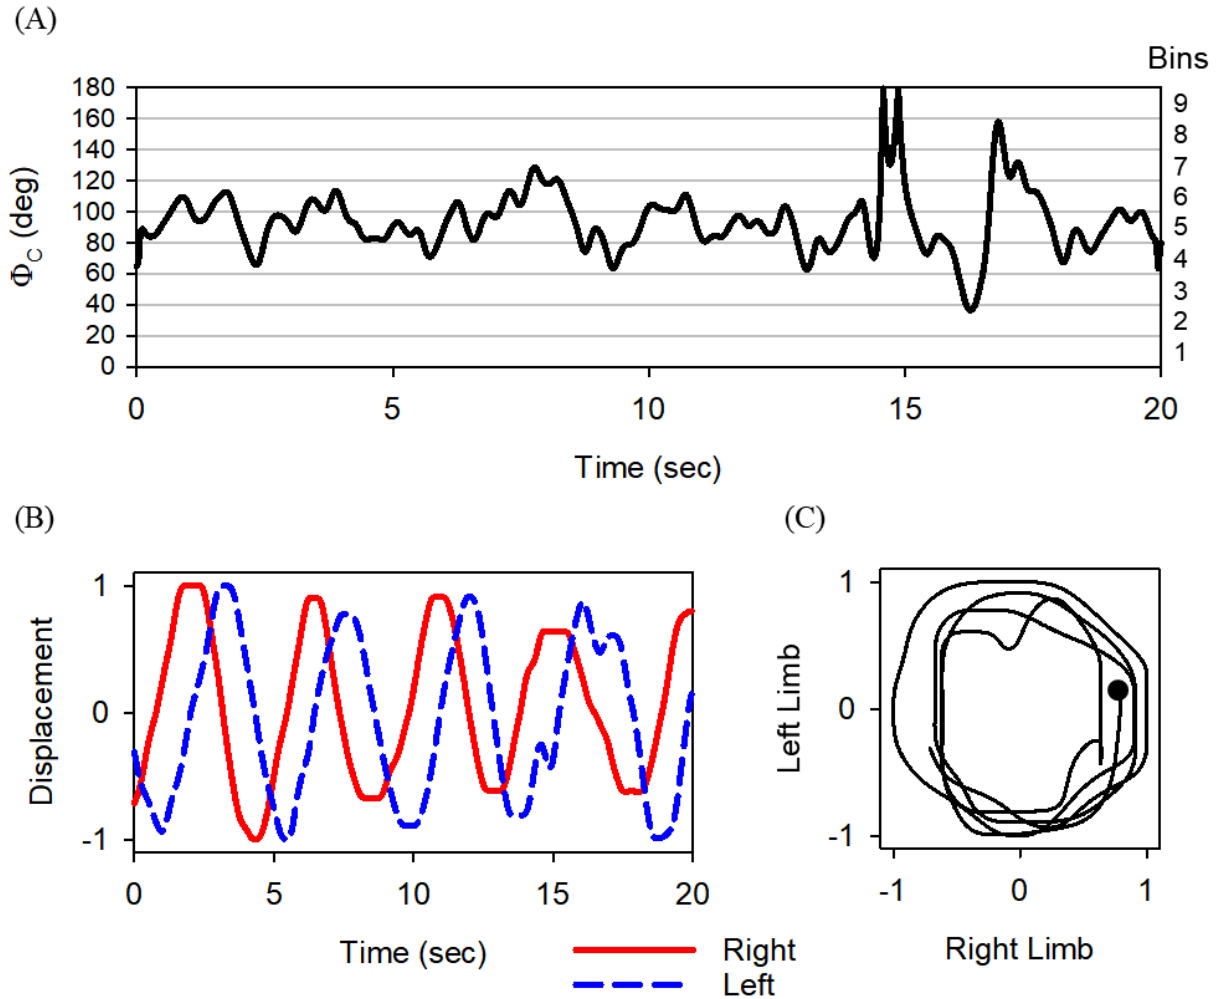 (A)
Bins
180
160
140
120
100
80
60
40
20
0
Φ_C (deg)
9
8
7
6
5
4
3
2
1
0 5 10 15 20
Time (sec)
(B)
(C)
1
0
-1
Displacement
0 5 10 15 20
Time (sec)
1
0
-1
Left Limb
-1 0 1
Right Limb
Right
Left